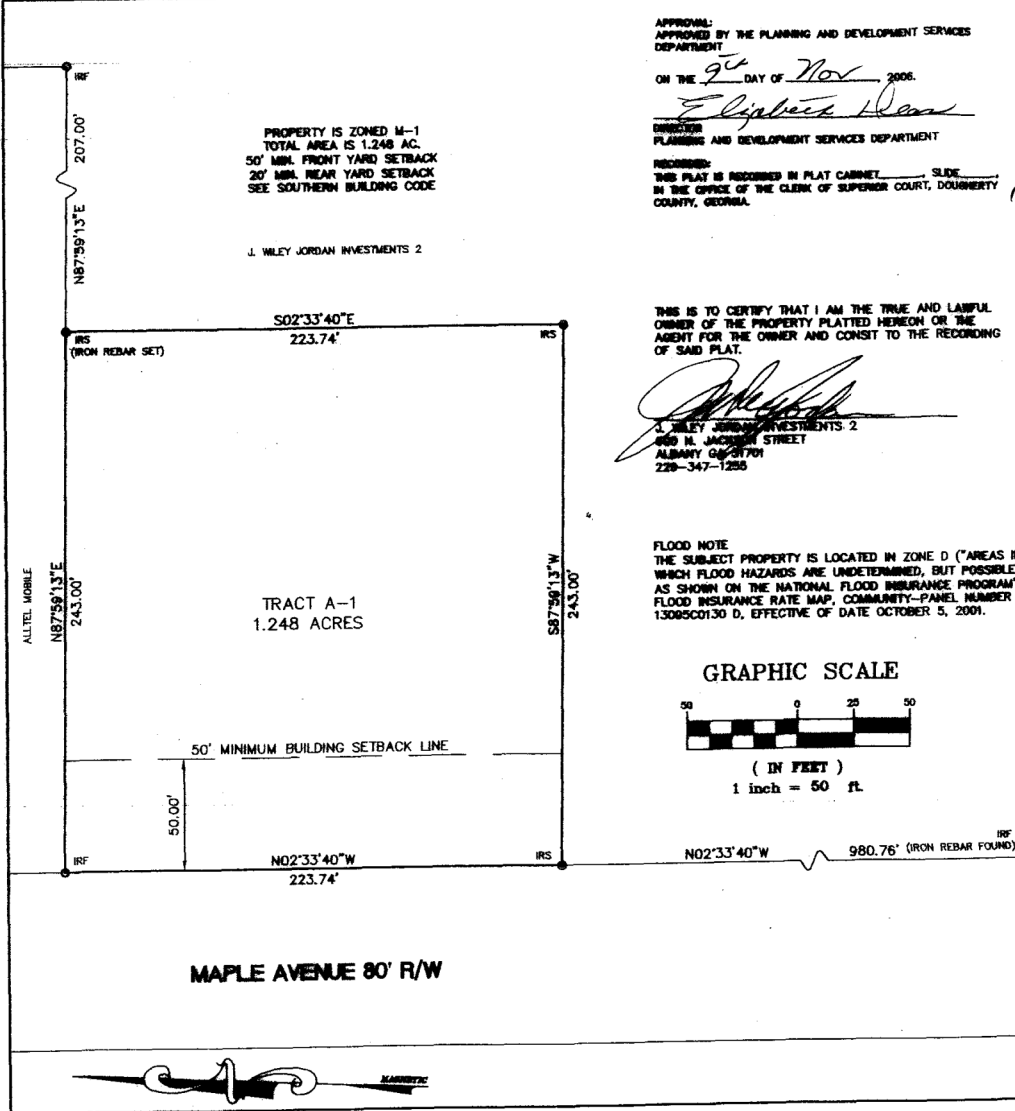 APPROVAL:
APPROVED BY THE PLANNING AND DEVELOPMENT SERVICES
DEPARTMENT
ON THE 9th DAY OF Nov 2006.
Elizabeth Dean
DIRECTOR
PLANNING AND DEVELOPMENT SERVICES DEPARTMENT
RECORDED:
THIS PLAT IS RECORDED IN PLAT CABINET______, SLIDE______,
IN THE OFFICE OF THE CLERK OF SUPERIOR COURT, DOUGHERTY
COUNTY, GEORGIA.
IRF
207.00'
N87°59'13"E
PROPERTY IS ZONED M-1
TOTAL AREA IS 1.248 AC.
50' MIN. FRONT YARD SETBACK
20' MIN. REAR YARD SETBACK
SEE SOUTHERN BUILDING CODE
J. WILEY JORDAN INVESTMENTS 2
S02°33'40"E
223.74'
IRS
(IRON REBAR SET)
IRS
THIS IS TO CERTIFY THAT I AM THE TRUE AND LAWFUL
OWNER OF THE PROPERTY PLATTED HEREON OR THE
AGENT FOR THE OWNER AND CONSIT TO THE RECORDING
OF SAID PLAT.
J. WILEY JORDAN INVESTMENTS 2
N. JACKSON STREET
ALBANY GA 31701
229-347-1255
ALLTEL MOBILE
N87°59'13"E
243.00'
TRACT A-1
1.248 ACRES
S87°59'13"W
243.00'
FLOOD NOTE
THE SUBJECT PROPERTY IS LOCATED IN ZONE D ("AREAS I
WHICH FLOOD HAZARDS ARE UNDETERMINED, BUT POSSIBLE
AS SHOWN ON THE NATIONAL FLOOD INSURANCE PROGRAM"
FLOOD INSURANCE RATE MAP, COMMUNITY-PANEL NUMBER
13095C0130 D, EFFECTIVE OF DATE OCTOBER 5, 2001.
GRAPHIC SCALE
50 0 25 50
( IN FEET )
1 inch = 50 ft.
50' MINIMUM BUILDING SETBACK LINE
50.00'
IRF
N02°33'40"W
223.74'
IRS
N02°33'40"W
980.76'
IRF
(IRON REBAR FOUND)
MAPLE AVENUE 80' R/W
MAGNETIC